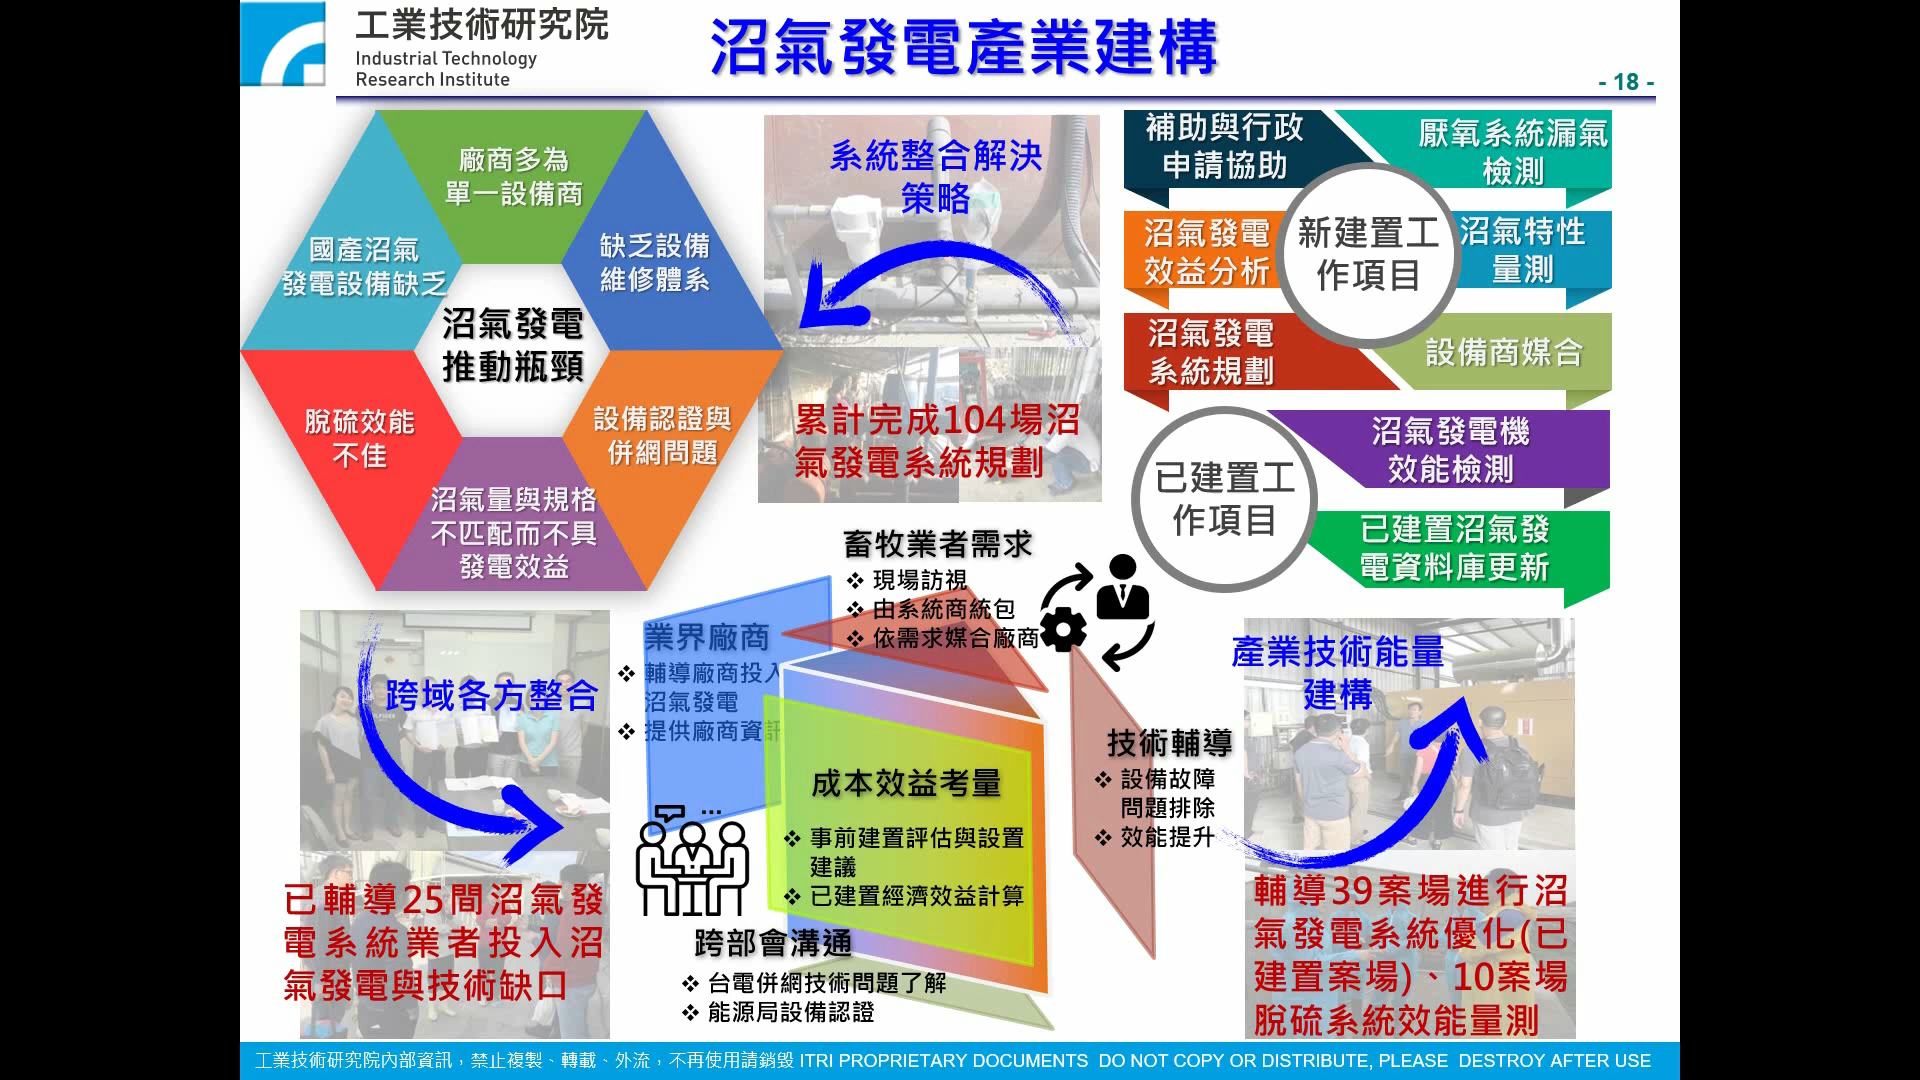 工業技術研究院
Industrial Technology
Research Institute
沼氣發電產業建構
- 18 -
廠商多為
單一設備商
國產沼氣
發電設備缺乏
缺乏設備
維修體系
沼氣發電
推動瓶頸
脫硫效能
不佳
設備認證與
併網問題
沼氣量與規格
不匹配而不具
發電效益
系統整合解決
策略
累計完成104場沼
氣發電系統規劃
補助與行政
申請協助
厭氧系統漏氣
檢測
沼氣發電
效益分析
新建置工
作項目
沼氣特性
量測
沼氣發電
系統規劃
設備商媒合
已建置工
作項目
沼氣發電機
效能檢測
已建置沼氣發
電資料庫更新
畜牧業者需求
❖ 現場訪視
❖ 由系統商統包
❖ 依需求媒合廠商
業界廠商
❖ 輔導廠商投入
沼氣發電
❖ 提供廠商資訊
跨域各方整合
已輔導25間沼氣發
電系統業者投入沼
氣發電與技術缺口
成本效益考量
❖ 事前建置評估與設置
建議
❖ 已建置經濟效益計算
跨部會溝通
❖ 台電併網技術問題了解
❖ 能源局設備認證
技術輔導
❖ 設備故障
問題排除
❖ 效能提升
產業技術能量
建構
輔導39案場進行沼
氣發電系統優化(已
建置案場)、10案場
脫硫系統效能量測
工業技術研究院內部資訊，禁止複製、轉載、外流，不再使用請銷毀 ITRI PROPRIETARY DOCUMENTS DO NOT COPY OR DISTRIBUTE, PLEASE DESTROY AFTER USE